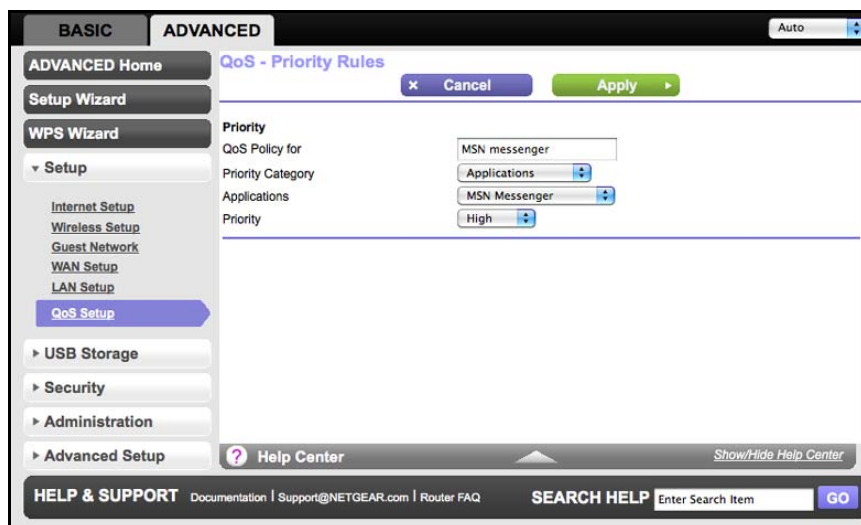 BASIC
ADVANCED
Auto
ADVANCED Home
Setup Wizard
WPS Wizard
Setup
Internet Setup
Wireless Setup
Guest Network
WAN Setup
LAN Setup
QoS Setup
USB Storage
Security
Administration
Advanced Setup
QoS - Priority Rules
x Cancel
Apply
Priority
QoS Policy for MSN messenger
Priority Category Applications
Applications MSN Messenger
Priority High
? Help Center
Show/Hide Help Center
HELP & SUPPORT Documentation | Support@NETGEAR.com | Router FAQ
SEARCH HELP Enter Search Item GO